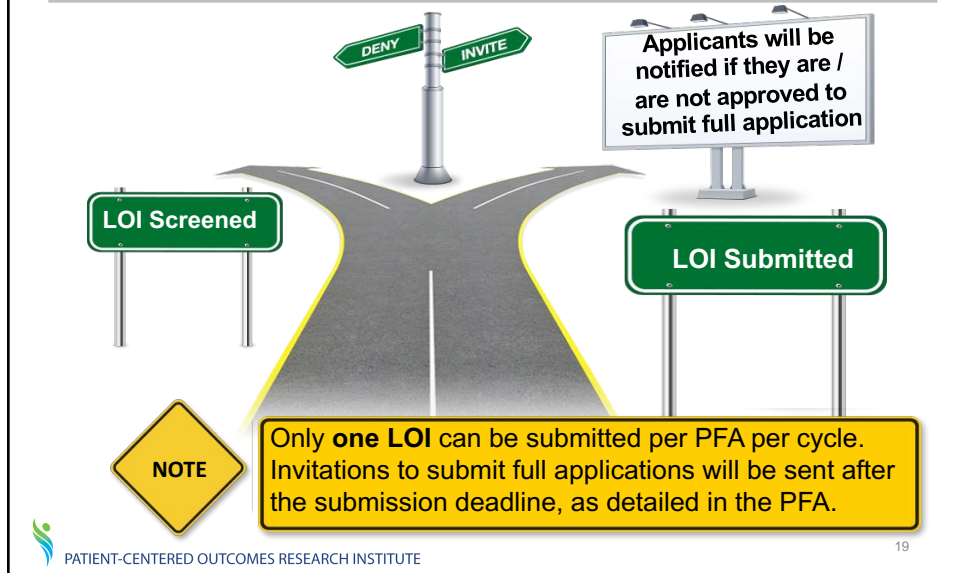 DENY
INVITE
Applicants will be
notified if they are /
are not approved to
submit full application
LOI Screened
LOI Submitted
NOTE
Only one LOI can be submitted per PFA per cycle.
Invitations to submit full applications will be sent after
the submission deadline, as detailed in the PFA.
PATIENT-CENTERED OUTCOMES RESEARCH INSTITUTE
19